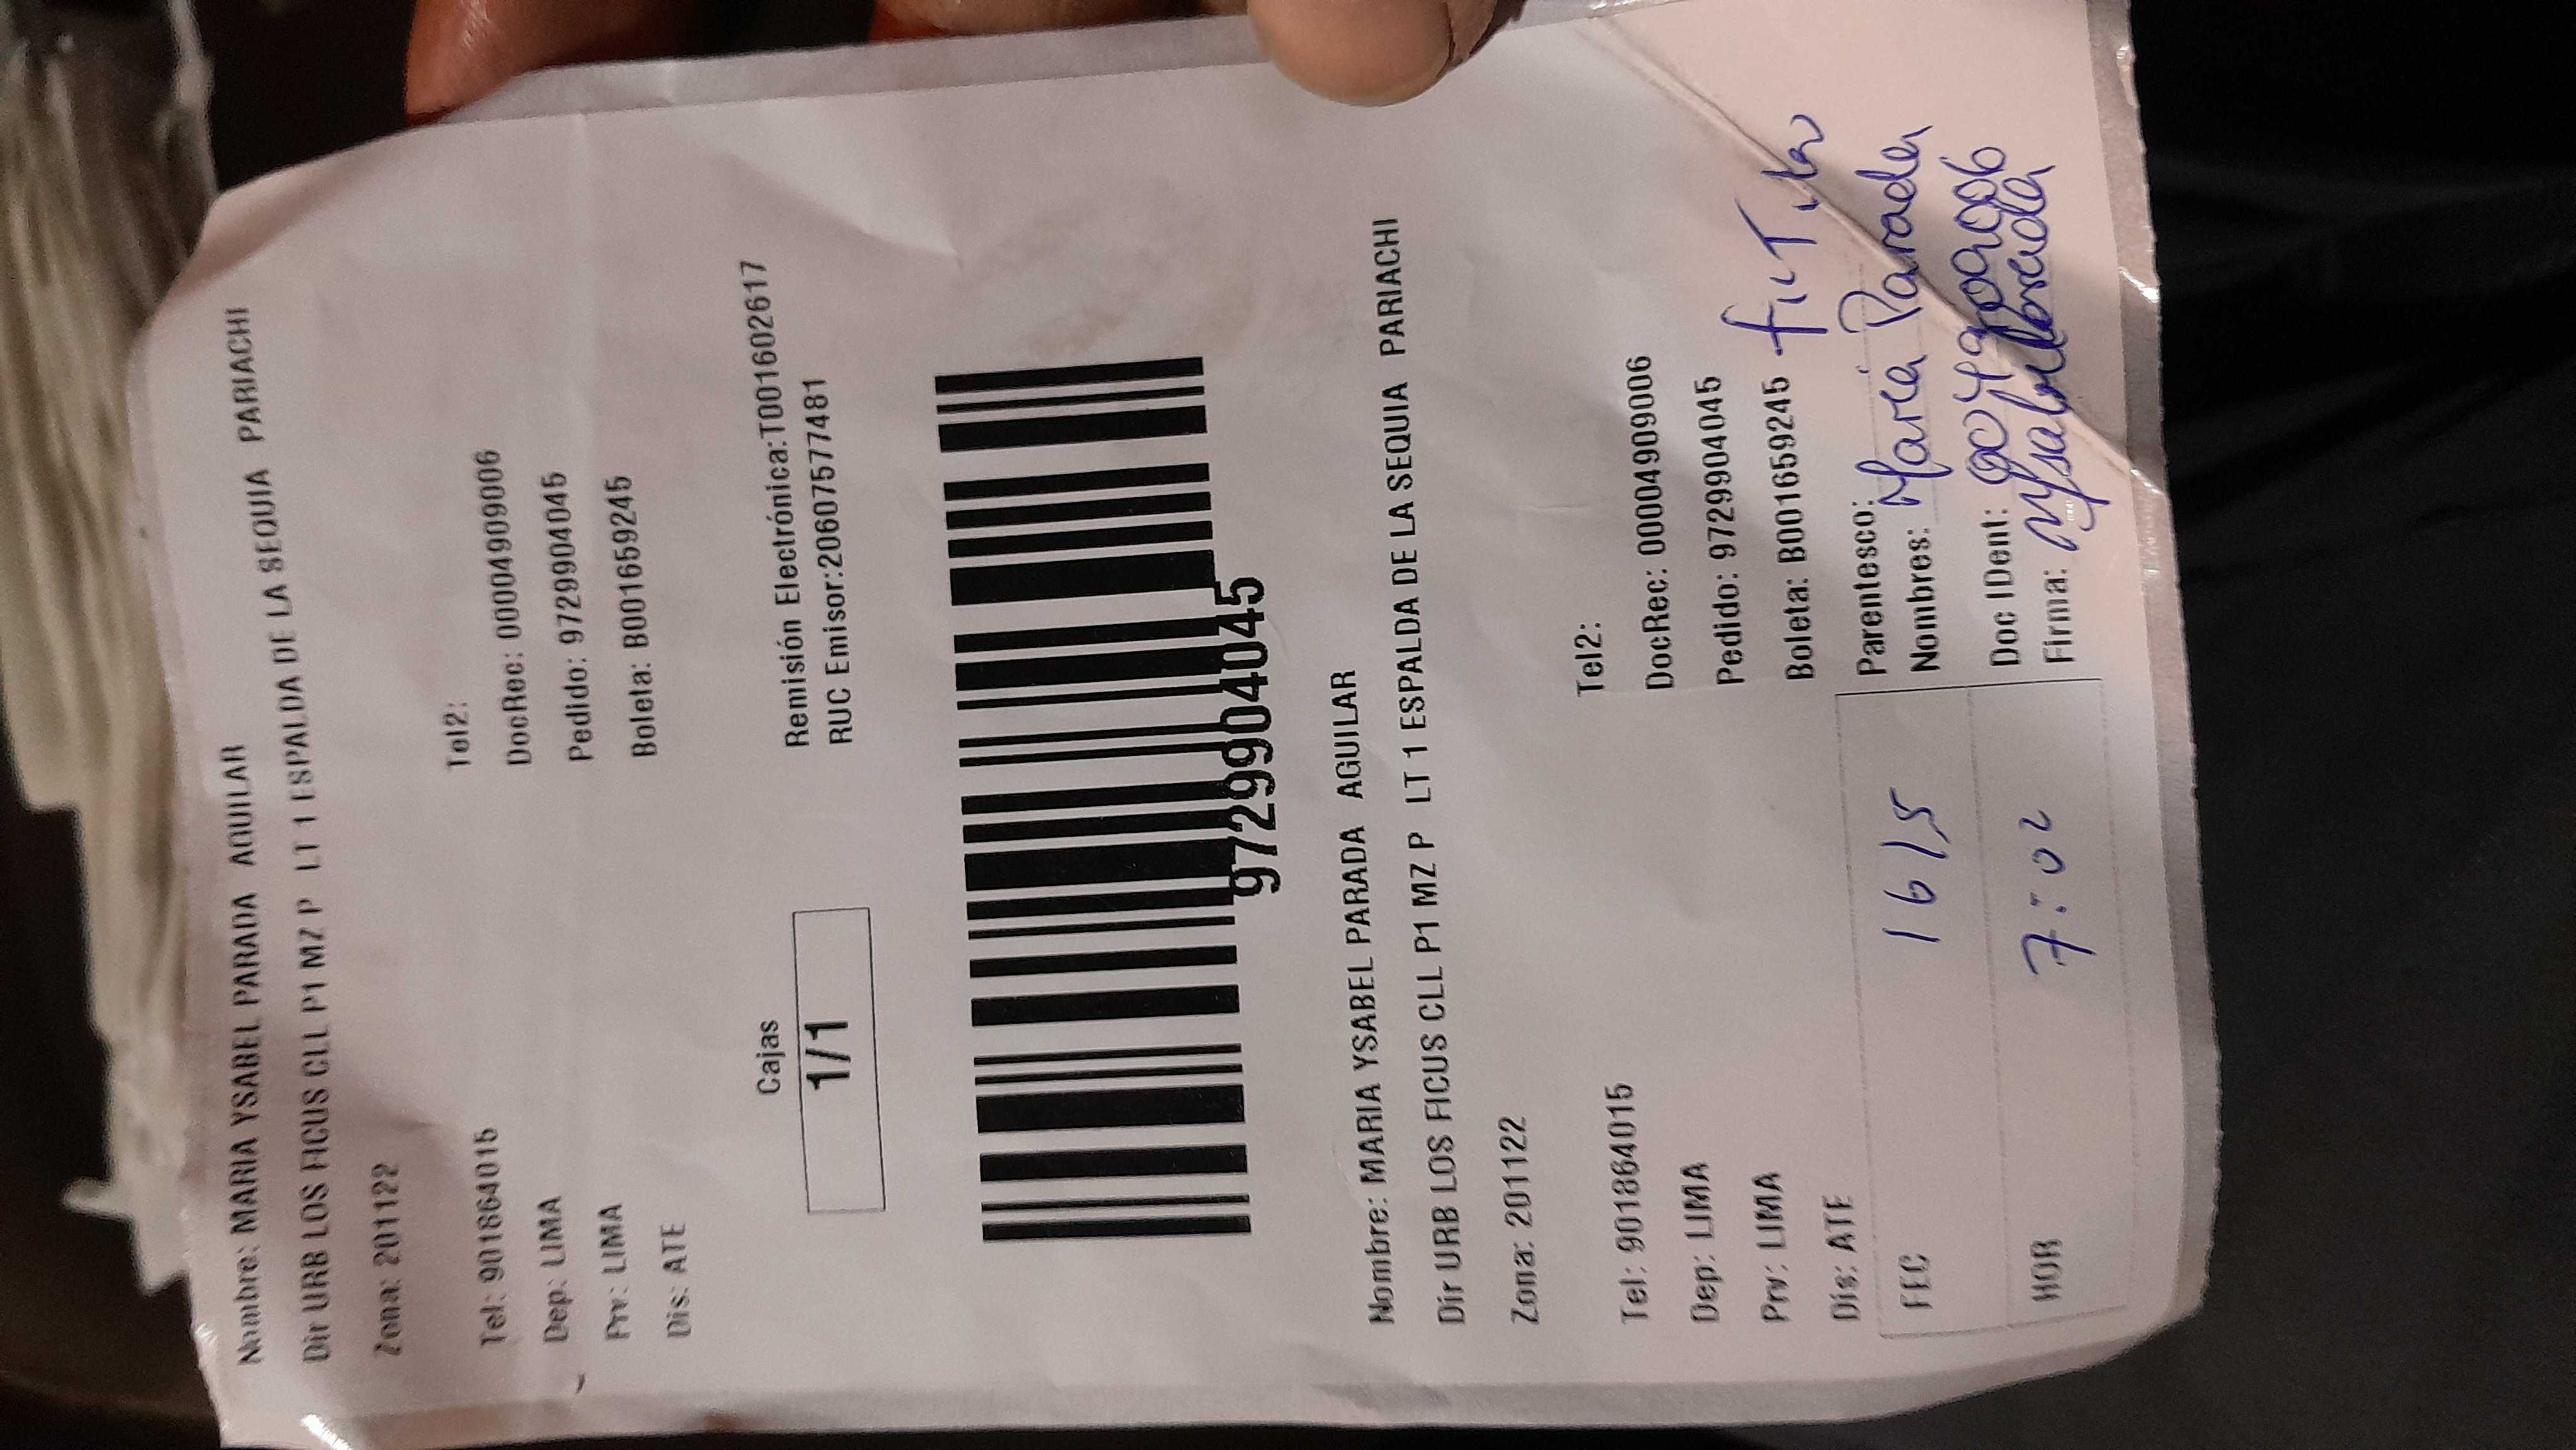 Nombre: MARIA YSABEL PARADA AGUILAR
Dir URB LOS FICUS CLL P1 MZ P LT 1 ESPALDA DE LA SEQUIA PARIACHI
Zona: 201122
Tel: 901864015 Tel2:
Dep: LIMA DocRec: 00004909006
Prv: LIMA Pedido: 9729904045
Dis: ATE Boleta: B001659245
Cajas Remisión Electrónica:T001602617
1/1 RUC Emisor:20607577481
9729904045
Nombre: MARIA YSABEL PARADA AGUILAR
Dir URB LOS FICUS CLL P1 MZ P LT 1 ESPALDA DE LA SEQUIA PARIACHI
Zona: 201122
Tel: 901864015 Tel2:
Dep: LIMA DocRec: 00004909006
Prv: LIMA Pedido: 9729904045
Dis: ATE Boleta: B001659245
FEC 16/5 Parentesco:
Nombres: Maria Parada
HOR 7:02 Doc IDent:
Firma: